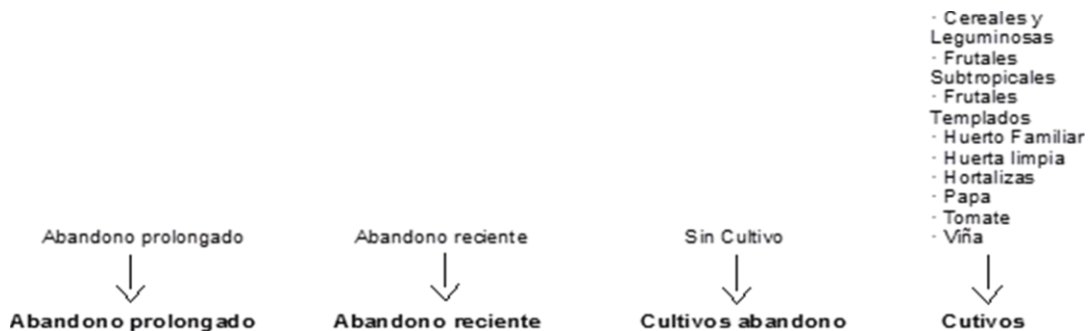 · Cereales y
Leguminosas
· Frutales
Subtropicales
· Frutales
Templados
· Huerto Familiar
· Huerta limpia
· Hortalizas
· Papa
· Tomate
· Viña
Abandono prolongado
Abandono reciente
Sin Cultivo
Abandono prolongado
Abandono reciente
Cultivos abandono
Cutivos